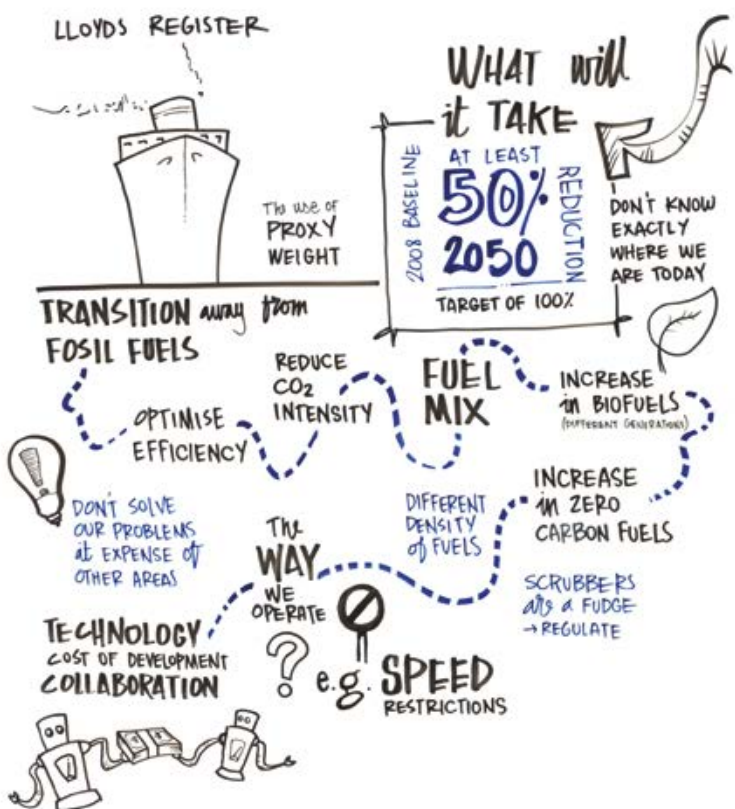 LLOYDS REGISTER
WHAT will
it TAKE
2008 BASELINE
AT LEAST
50%
2050
REDUCTION
TARGET OF 100%
DON'T KNOW
EXACTLY
WHERE WE
ARE TODAY
The use of
PROXY
WEIGHT
TRANSITION away from
FOSIL FUELS
OPTIMISE
EFFICIENCY
REDUCE
CO2
INTENSITY
FUEL
MIX
INCREASE
in BIOFUELS
(DIFFERENT GENERATIONS)
INCREASE
in ZERO
CARBON FUELS
DON'T SOLVE
OUR PROBLEMS
at EXPENSE of
OTHER AREAS
DIFFERENT
DENSITY
of FUELS
SCRUBBERS
are a FUDGE
→ REGULATE
The
WAY
WE
OPERATE
?
e.g. SPEED
RESTRICTIONS
TECHNOLOGY
COST OF DEVELOPMENT
COLLABORATION